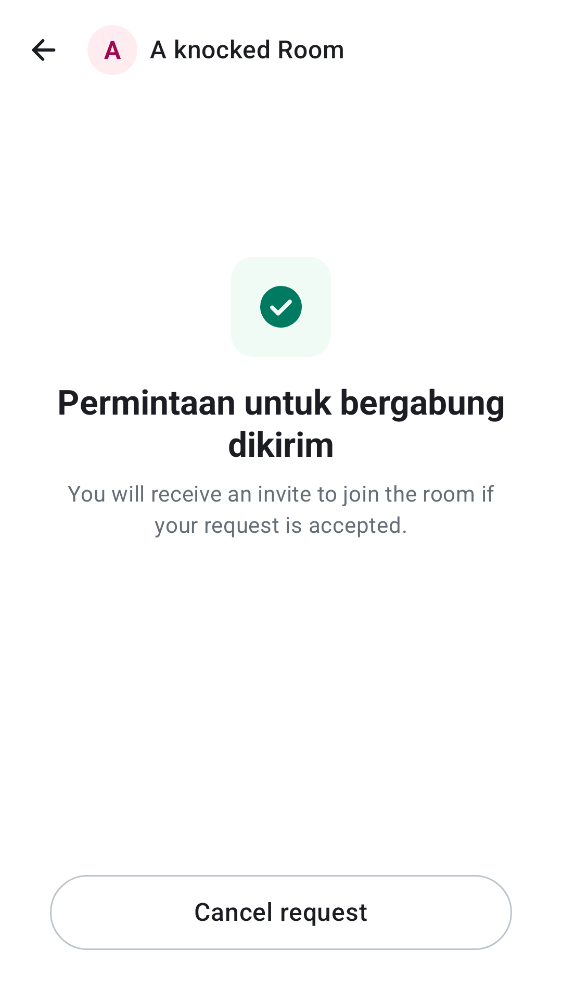 A
A knocked Room
Permintaan untuk bergabung
dikirim
You will receive an invite to join the room if
your request is accepted.
Cancel request